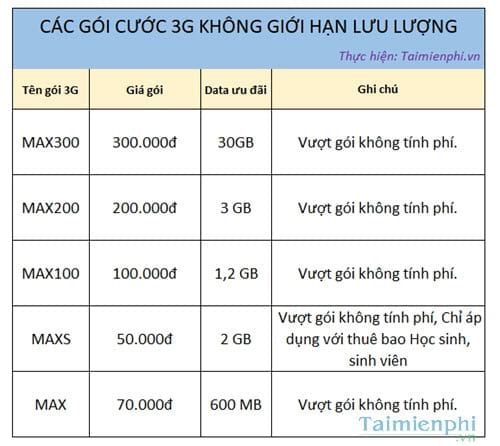 CÁC GÓI CƯỚC 3G KHÔNG GIỚI HẠN LƯU LƯỢNG
Thực hiện: Taimienphi.vn
Tên gói 3G Giá gói Data ưu đãi Ghi chú
MAX300 300.000đ 30GB Vượt gói không tính phí.
MAX200 200.000đ 3 GB Vượt gói không tính phí.
MAX100 100.000đ 1,2 GB Vượt gói không tính phí.
MAXS 50.000đ 2 GB Vượt gói không tính phí, Chỉ áp
dụng với thuê bao Học sinh,
sinh viên
MAX 70.000đ 600 MB Vượt gói không tính phí.
Taimienphi
.vn